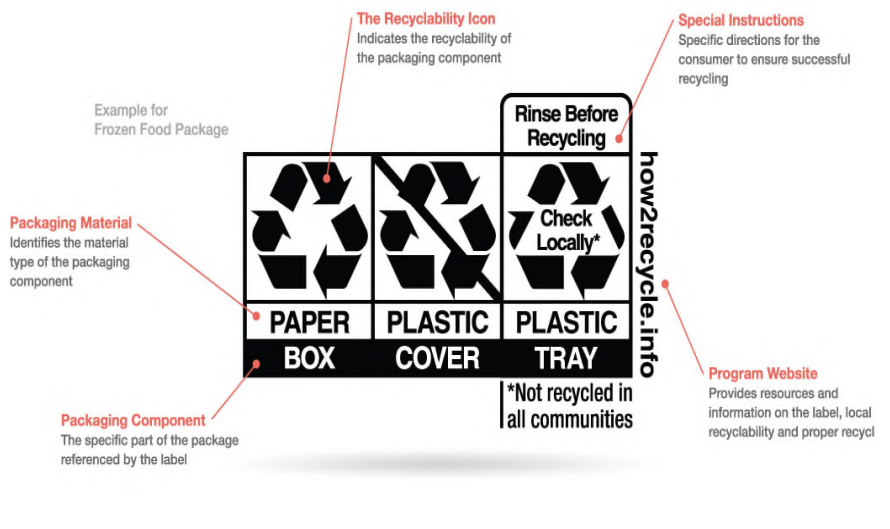 The Recyclability Icon
Indicates the recyclability of
the packaging component
Special Instructions
Specific directions for the
consumer to ensure successful
recycling
Example for
Frozen Food Package
Rinse Before
Recycling
Check
Locally*
how2recycle.info
Packaging Material
Identifies the material
type of the packaging
component
PAPER
PLASTIC
PLASTIC
BOX
COVER
TRAY
*Not recycled in
all communities
Packaging Component
The specific part of the package
referenced by the label
Program Website
Provides resources and
information on the label, local
recyclability and proper recycl